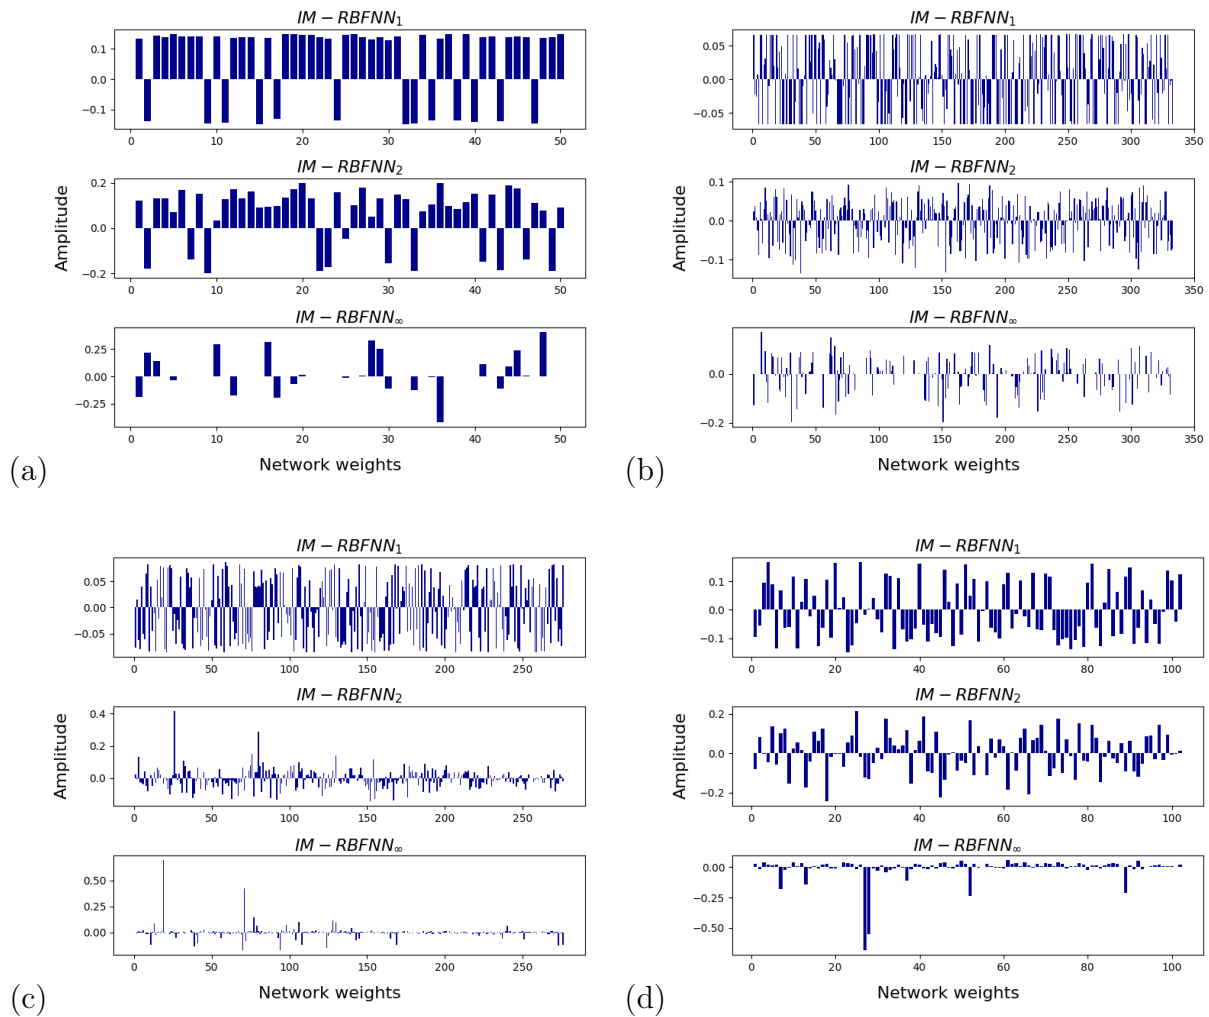 IM − RBFNN₁
0.1
0.0
−0.1
0 10 20 30 40 50
IM − RBFNN₂
0.2
0.0
−0.2
0 10 20 30 40 50
IM − RBFNN∞
0.25
0.00
−0.25
0 10 20 30 40 50
Amplitude
Network weights
(a)
IM − RBFNN₁
0.05
0.00
−0.05
0 50 100 150 200 250 300 350
IM − RBFNN₂
0.1
0.0
−0.1
0 50 100 150 200 250 300 350
IM − RBFNN∞
0.0
−0.2
0 50 100 150 200 250 300 350
Amplitude
Network weights
(b)
IM − RBFNN₁
0.05
0.00
−0.05
0 50 100 150 200 250
IM − RBFNN₂
0.4
0.2
0.0
0 50 100 150 200 250
IM − RBFNN∞
0.50
0.25
0.00
0 50 100 150 200 250
Amplitude
Network weights
(c)
IM − RBFNN₁
0.1
0.0
−0.1
0 20 40 60 80 100
IM − RBFNN₂
0.2
0.0
−0.2
0 20 40 60 80 100
IM − RBFNN∞
0.00
−0.25
−0.50
0 20 40 60 80 100
Amplitude
Network weights
(d)